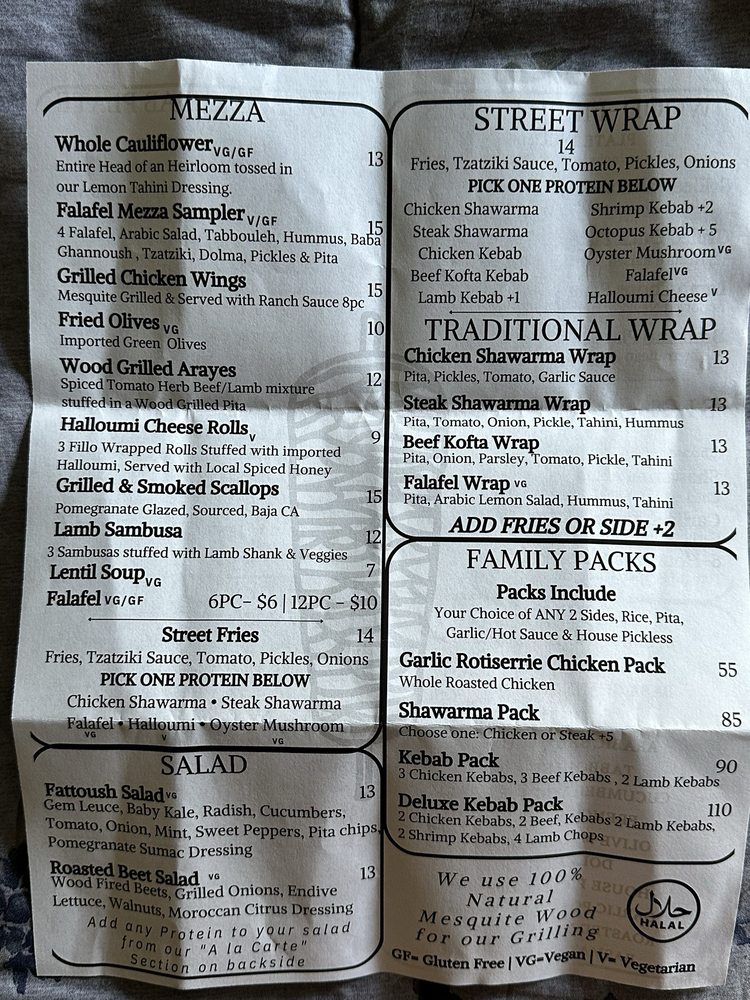 MEZZA
Whole Cauliflower VG/GF 13
Entire Head of an Heirloom tossed in
our Lemon Tahini Dressing.
Falafel Mezza Sampler V/GF 15
4 Falafel, Arabic Salad, Tabbouleh, Hummus, Baba
Ghannoush , Tzatziki, Dolma, Pickles & Pita
Grilled Chicken Wings 15
Mesquite Grilled & Served with Ranch Sauce 8pc
Fried Olives VG 10
Imported Green Olives
Wood Grilled Arayes 12
Spiced Tomato Herb Beef/Lamb mixture
stuffed in a Wood Grilled Pita
Halloumi Cheese Rolls V 9
3 Fillo Wrapped Rolls Stuffed with imported
Halloumi, Served with Local Spiced Honey
Grilled & Smoked Scallops 15
Pomegranate Glazed, Sourced, Baja CA
Lamb Sambusa 12
3 Sambusas stuffed with Lamb Shank & Veggies
Lentil Soup VG 7
Falafel VG/GF 6PC- $6 | 12PC - $10
Street Fries 14
Fries, Tzatziki Sauce, Tomato, Pickles, Onions
PICK ONE PROTEIN BELOW
Chicken Shawarma • Steak Shawarma
Falafel • Halloumi • Oyster Mushroom
VG V VG
SALAD
Fattoush Salad VG 13
Gem Leuce, Baby Kale, Radish, Cucumbers,
Tomato, Onion, Mint, Sweet Peppers, Pita chips,
Pomegranate Sumac Dressing
Roasted Beet Salad VG 13
Wood Fired Beets, Grilled Onions, Endive
Lettuce, Walnuts, Moroccan Citrus Dressing
Add any Protein to your salad
from our "A la Carte"
Section on backside
STREET WRAP
14
Fries, Tzatziki Sauce, Tomato, Pickles, Onions
PICK ONE PROTEIN BELOW
Chicken Shawarma Shrimp Kebab +2
Steak Shawarma Octopus Kebab + 5
Chicken Kebab Oyster Mushroom VG
Beef Kofta Kebab Falafel VG
Lamb Kebab +1 Halloumi Cheese V
TRADITIONAL WRAP
Chicken Shawarma Wrap 13
Pita, Pickles, Tomato, Garlic Sauce
Steak Shawarma Wrap 13
Pita, Tomato, Onion, Pickle, Tahini, Hummus
Beef Kofta Wrap 13
Pita, Onion, Parsley, Tomato, Pickle, Tahini
Falafel Wrap VG 13
Pita, Arabic Lemon Salad, Hummus, Tahini
ADD FRIES OR SIDE +2
FAMILY PACKS
Packs Include
Your Choice of ANY 2 Sides, Rice, Pita,
Garlic/Hot Sauce & House Pickless
Garlic Rotiserrie Chicken Pack 55
Whole Roasted Chicken
Shawarma Pack 85
Choose one: Chicken or Steak +5
Kebab Pack 90
3 Chicken Kebabs, 3 Beef Kebabs , 2 Lamb Kebabs
Deluxe Kebab Pack 110
2 Chicken Kebabs, 2 Beef, Kebabs 2 Lamb Kebabs,
2 Shrimp Kebabs, 4 Lamb Chops
We use 100%
Natural
Mesquite Wood
for our Grilling
حلال
HALAL
GF= Gluten Free | VG=Vegan | V= Vegetarian